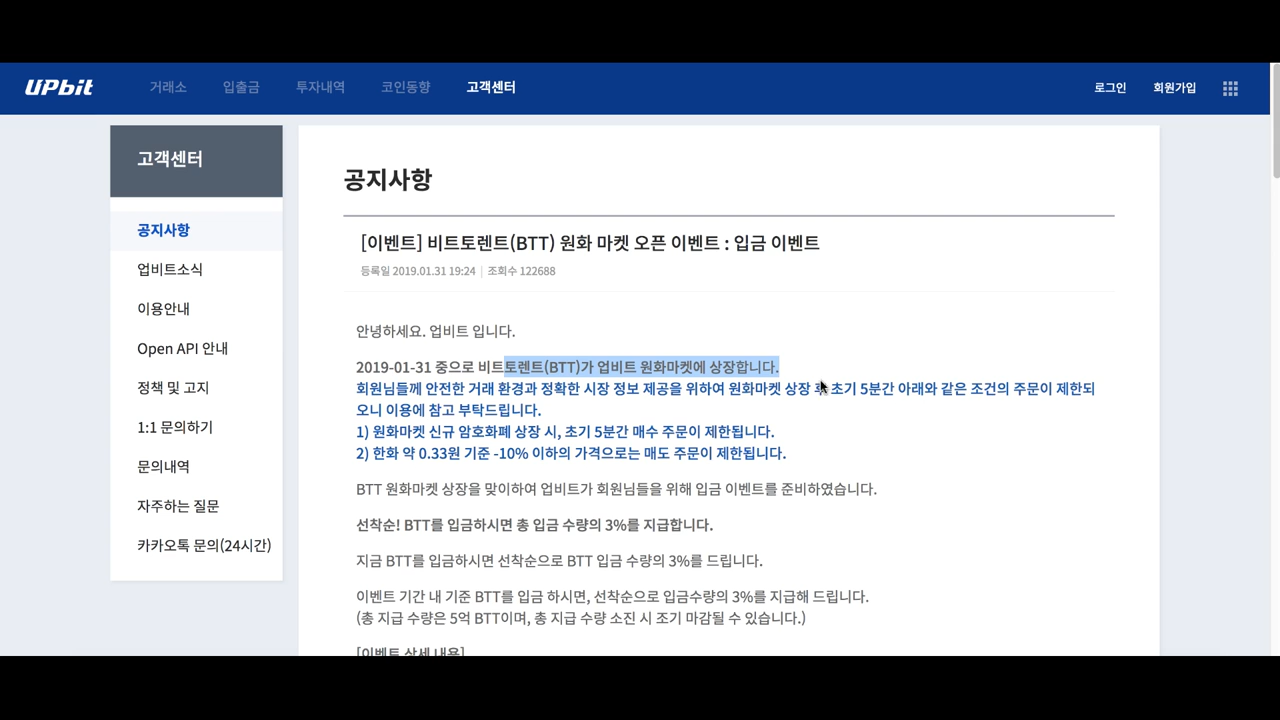 UPbit 거래소 입출금 투자내역 코인동향 고객센터 로그인 회원가입
고객센터
공지사항
업비트소식
이용안내
Open API 안내
정책 및 고지
1:1 문의하기
문의내역
자주하는 질문
카카오톡 문의(24시간)
공지사항
[이벤트] 비트토렌트(BTT) 원화 마켓 오픈 이벤트 : 입금 이벤트
등록일 2019.01.31 19:24 | 조회수 122688
안녕하세요. 업비트 입니다.
2019-01-31 중으로 비트토렌트(BTT)가 업비트 원화마켓에 상장합니다.
회원님들께 안전한 거래 환경과 정확한 시장 정보 제공을 위하여 원화마켓 상장 후 초기 5분간 아래와 같은 조건의 주문이 제한되
오니 이용에 참고 부탁드립니다.
1) 원화마켓 신규 암호화폐 상장 시, 초기 5분간 매수 주문이 제한됩니다.
2) 한화 약 0.33원 기준 -10% 이하의 가격으로는 매도 주문이 제한됩니다.
BTT 원화마켓 상장을 맞이하여 업비트가 회원님들을 위해 입금 이벤트를 준비하였습니다.
선착순! BTT를 입금하시면 총 입금 수량의 3%를 지급합니다.
지금 BTT를 입금하시면 선착순으로 BTT 입금 수량의 3%를 드립니다.
이벤트 기간 내 기준 BTT를 입금 하시면, 선착순으로 입금수량의 3%를 지급해 드립니다.
(총 지급 수량은 5억 BTT이며, 총 지급 수량 소진 시 조기 마감될 수 있습니다.)
[이벤트 상세 내용]